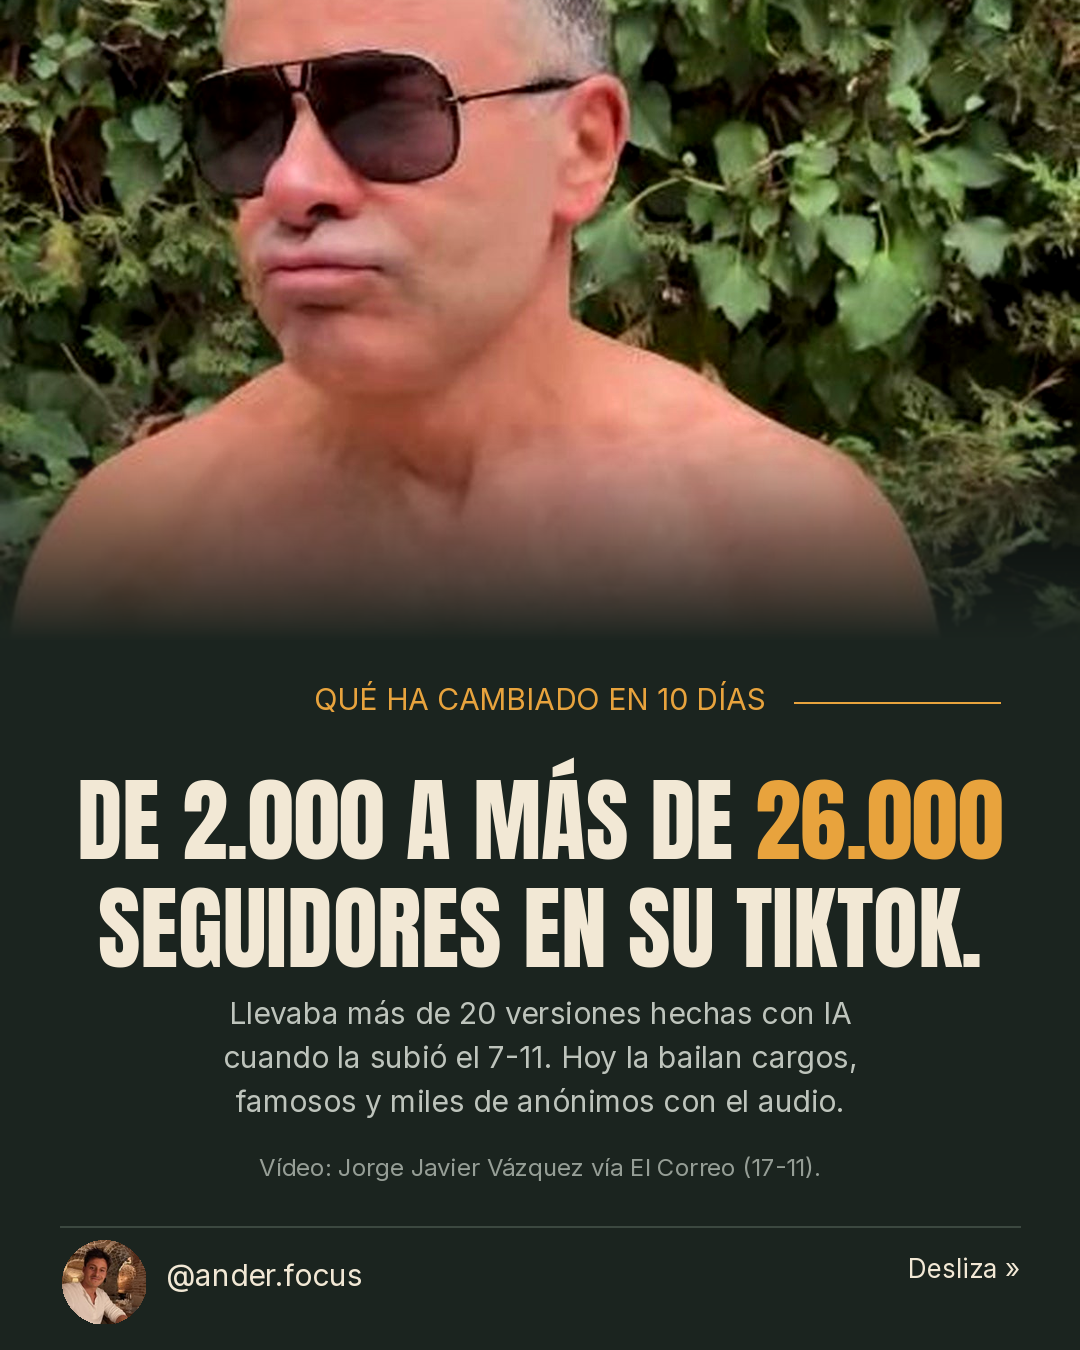 QUÉ HA CAMBIADO EN 10 DÍAS
DE 2.000 A MÁS DE 26.000
SEGUIDORES EN SU TIKTOK.
Llevaba más de 20 versiones hechas con IA
cuando la subió el 7-11. Hoy la bailan cargos,
famosos y miles de anónimos con el audio.
Vídeo: Jorge Javier Vázquez vía El Correo (17-11).
@ander.focus
Desliza »